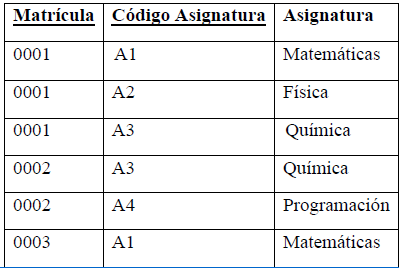 Matrícula Código Asignatura Asignatura
0001 A1 Matemáticas
0001 A2 Física
0001 A3 Química
0002 A3 Química
0002 A4 Programación
0003 A1 Matemáticas